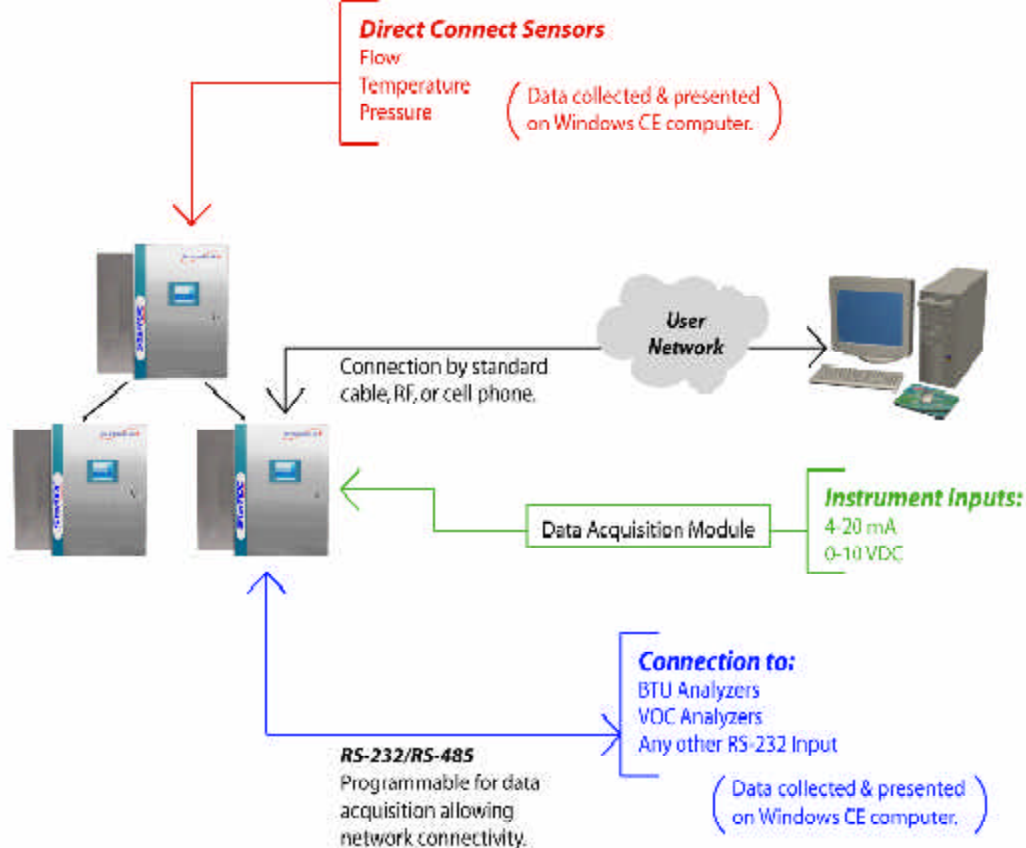 Direct Connect Sensors
Flow
Temperature
Pressure
Data collected & presented
on Windows CE computer.
User
Network
Connection by standard
cable, RF, or cell phone.
Instrument Inputs:
4-20 mA
0-10 VDC
Data Acquisition Module
Connection to:
BTU Analyzers
VOC Analyzers
Any other RS-232 Input
RS-232/RS-485
Programmable for data
acquisition allowing
network connectivity.
Data collected & presented
on Windows CE computer.